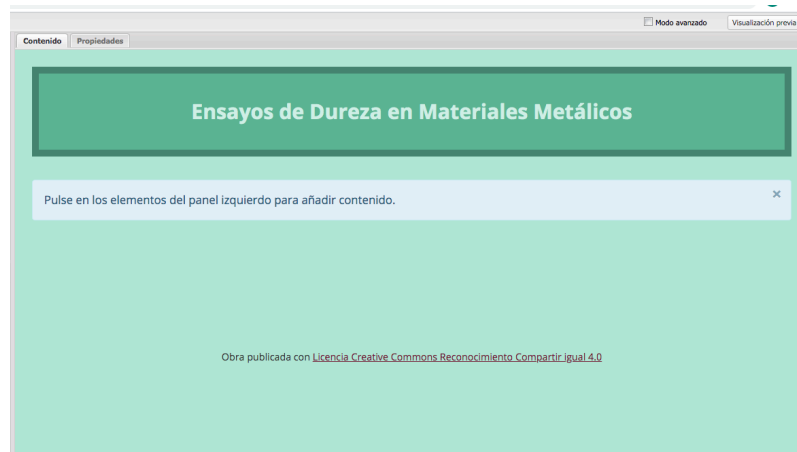 Modo avanzado Visualización previa
Contenido Propiedades
Ensayos de Dureza en Materiales Metálicos
Pulse en los elementos del panel izquierdo para añadir contenido. ×
Obra publicada con Licencia Creative Commons Reconocimiento Compartir igual 4.0